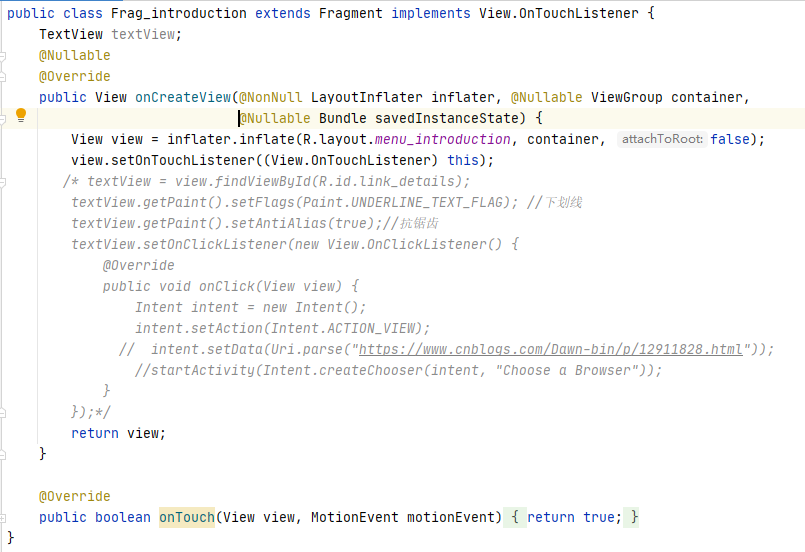 public class Frag_introduction extends Fragment implements View.OnTouchListener {
TextView textView;
@Nullable
@Override
public View onCreateView(@NonNull LayoutInflater inflater, @Nullable ViewGroup container,
@Nullable Bundle savedInstanceState) {
View view = inflater.inflate(R.layout.menu_introduction, container, attachToRoot: false);
view.setOnTouchListener((View.OnTouchListener) this);
/* textView = view.findViewById(R.id.link_details);
textView.getPaint().setFlags(Paint.UNDERLINE_TEXT_FLAG); //下划线
textView.getPaint().setAntiAlias(true);//抗锯齿
textView.setOnClickListener(new View.OnClickListener() {
@Override
public void onClick(View view) {
Intent intent = new Intent();
intent.setAction(Intent.ACTION_VIEW);
// intent.setData(Uri.parse("https://www.cnblogs.com/Dawn-bin/p/12911828.html"));
//startActivity(Intent.createChooser(intent, "Choose a Browser"));
}
});*/
return view;
}
@Override
public boolean onTouch(View view, MotionEvent motionEvent) { return true; }
}